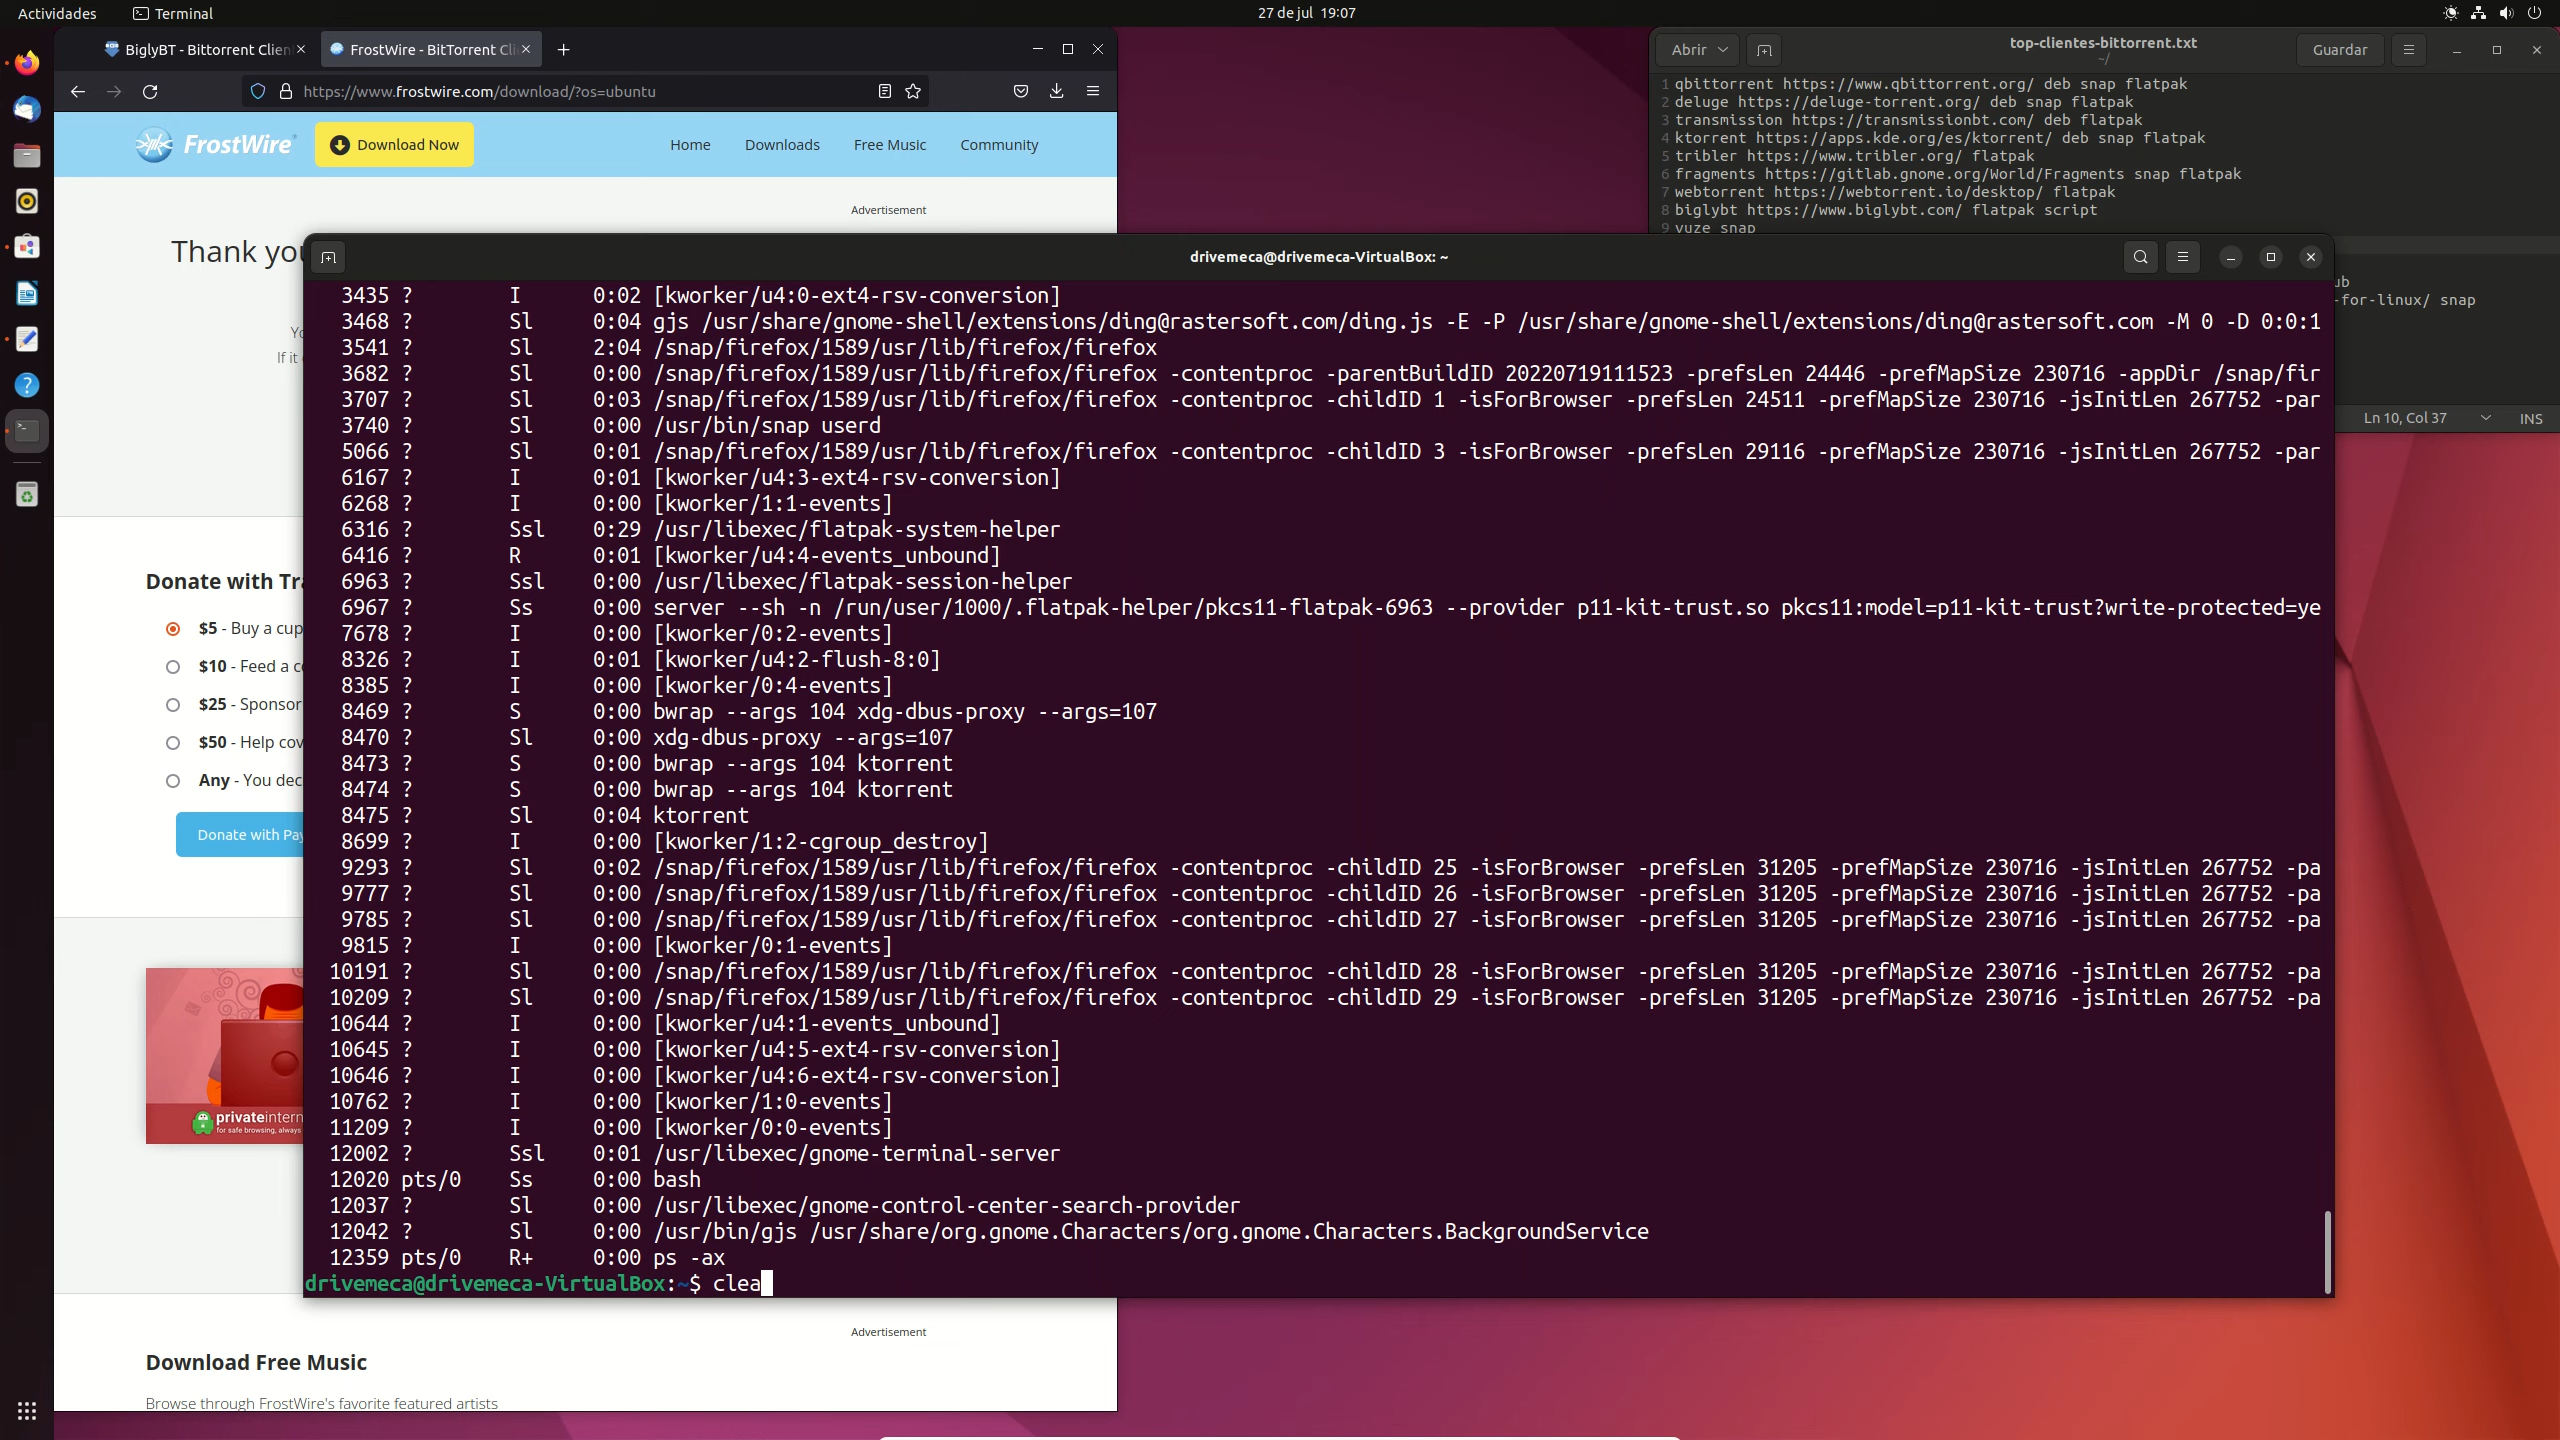 Actividades
Terminal
27 de jul 19:07
BiglyBT - Bittorrent Clien
FrostWire - BitTorrent Cli
https://www.frostwire.com/download/?os=ubuntu
FrostWire
Download Now
Home
Downloads
Free Music
Community
Advertisement
Thank you
Yo
If it
Donate with Tra
$5 - Buy a cup
$10 - Feed a co
$25 - Sponsor
$50 - Help cov
Any - You dec
Donate with Pay
privateintern
for safe browsing, always
Advertisement
Download Free Music
Browse through FrostWire's favorite featured artists
Abrir
top-clientes-bittorrent.txt
~/
Guardar
1 qbittorrent https://www.qbittorrent.org/ deb snap flatpak
2 deluge https://deluge-torrent.org/ deb snap flatpak
3 transmission https://transmissionbt.com/ deb flatpak
4 ktorrent https://apps.kde.org/es/ktorrent/ deb snap flatpak
5 tribler https://www.tribler.org/ flatpak
6 fragments https://gitlab.gnome.org/World/Fragments snap flatpak
7 webtorrent https://webtorrent.io/desktop/ flatpak
8 biglybt https://www.biglybt.com/ flatpak script
9 vuze snap
ub
-for-linux/ snap
Ln 10, Col 37
INS
drivemeca@drivemeca-VirtualBox: ~
3435 ? I 0:02 [kworker/u4:0-ext4-rsv-conversion]
3468 ? Sl 0:04 gjs /usr/share/gnome-shell/extensions/ding@rastersoft.com/ding.js -E -P /usr/share/gnome-shell/extensions/ding@rastersoft.com -M 0 -D 0:0:1
3541 ? Sl 2:04 /snap/firefox/1589/usr/lib/firefox/firefox
3682 ? Sl 0:00 /snap/firefox/1589/usr/lib/firefox/firefox -contentproc -parentBuildID 20220719111523 -prefsLen 24446 -prefMapSize 230716 -appDir /snap/fir
3707 ? Sl 0:03 /snap/firefox/1589/usr/lib/firefox/firefox -contentproc -childID 1 -isForBrowser -prefsLen 24511 -prefMapSize 230716 -jsInitLen 267752 -par
3740 ? Sl 0:00 /usr/bin/snap userd
5066 ? Sl 0:01 /snap/firefox/1589/usr/lib/firefox/firefox -contentproc -childID 3 -isForBrowser -prefsLen 29116 -prefMapSize 230716 -jsInitLen 267752 -par
6167 ? I 0:01 [kworker/u4:3-ext4-rsv-conversion]
6268 ? I 0:00 [kworker/1:1-events]
6316 ? Ssl 0:29 /usr/libexec/flatpak-system-helper
6416 ? R 0:01 [kworker/u4:4-events_unbound]
6963 ? Ssl 0:00 /usr/libexec/flatpak-session-helper
6967 ? Ss 0:00 server --sh -n /run/user/1000/.flatpak-helper/pkcs11-flatpak-6963 --provider p11-kit-trust.so pkcs11:model=p11-kit-trust?write-protected=ye
7678 ? I 0:00 [kworker/0:2-events]
8326 ? I 0:01 [kworker/u4:2-flush-8:0]
8385 ? I 0:00 [kworker/0:4-events]
8469 ? S 0:00 bwrap --args 104 xdg-dbus-proxy --args=107
8470 ? Sl 0:00 xdg-dbus-proxy --args=107
8473 ? S 0:00 bwrap --args 104 ktorrent
8474 ? S 0:00 bwrap --args 104 ktorrent
8475 ? Sl 0:04 ktorrent
8699 ? I 0:00 [kworker/1:2-cgroup_destroy]
9293 ? Sl 0:02 /snap/firefox/1589/usr/lib/firefox/firefox -contentproc -childID 25 -isForBrowser -prefsLen 31205 -prefMapSize 230716 -jsInitLen 267752 -pa
9777 ? Sl 0:00 /snap/firefox/1589/usr/lib/firefox/firefox -contentproc -childID 26 -isForBrowser -prefsLen 31205 -prefMapSize 230716 -jsInitLen 267752 -pa
9785 ? Sl 0:00 /snap/firefox/1589/usr/lib/firefox/firefox -contentproc -childID 27 -isForBrowser -prefsLen 31205 -prefMapSize 230716 -jsInitLen 267752 -pa
9815 ? I 0:00 [kworker/0:1-events]
10191 ? Sl 0:00 /snap/firefox/1589/usr/lib/firefox/firefox -contentproc -childID 28 -isForBrowser -prefsLen 31205 -prefMapSize 230716 -jsInitLen 267752 -pa
10209 ? Sl 0:00 /snap/firefox/1589/usr/lib/firefox/firefox -contentproc -childID 29 -isForBrowser -prefsLen 31205 -prefMapSize 230716 -jsInitLen 267752 -pa
10644 ? I 0:00 [kworker/u4:1-events_unbound]
10645 ? I 0:00 [kworker/u4:5-ext4-rsv-conversion]
10646 ? I 0:00 [kworker/u4:6-ext4-rsv-conversion]
10762 ? I 0:00 [kworker/1:0-events]
11209 ? I 0:00 [kworker/0:0-events]
12002 ? Ssl 0:01 /usr/libexec/gnome-terminal-server
12020 pts/0 Ss 0:00 bash
12037 ? Sl 0:00 /usr/libexec/gnome-control-center-search-provider
12042 ? Sl 0:00 /usr/bin/gjs /usr/share/org.gnome.Characters/org.gnome.Characters.BackgroundService
12359 pts/0 R+ 0:00 ps -ax
drivemeca@drivemeca-VirtualBox:~$ clea